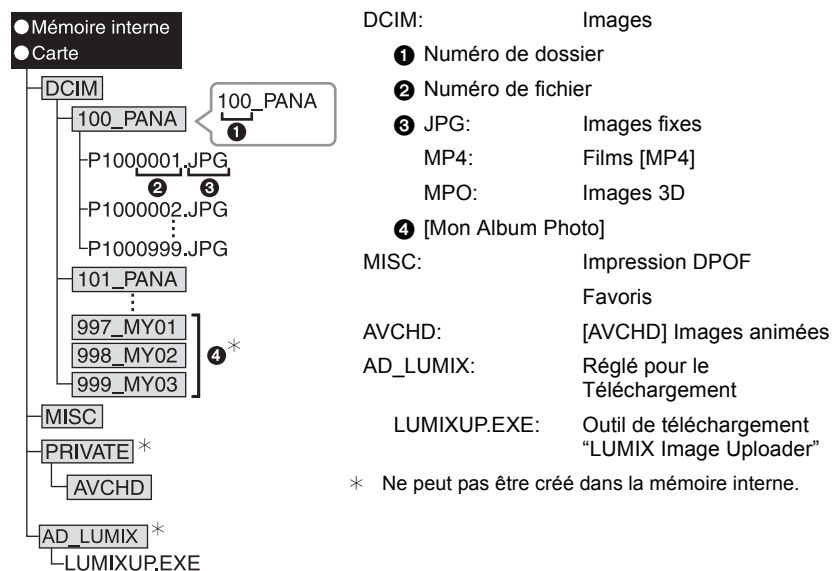 ●Mémoire interne
●Carte
DCIM
100_PANA
100_PANA
❶
P1000001.JPG
❷ ❸
P1000002.JPG
P1000999.JPG
101_PANA
997_MY01
998_MY02
999_MY03
❹*
MISC
PRIVATE *
AVCHD
AD_LUMIX *
LUMIXUP.EXE
DCIM: Images
❶ Numéro de dossier
❷ Numéro de fichier
❸ JPG: Images fixes
MP4: Films [MP4]
MPO: Images 3D
❹ [Mon Album Photo]
MISC: Impression DPOF
Favoris
AVCHD: [AVCHD] Images animées
AD_LUMIX: Réglé pour le
Téléchargement
LUMIXUP.EXE: Outil de téléchargement
“LUMIX Image Uploader”
* Ne peut pas être créé dans la mémoire interne.